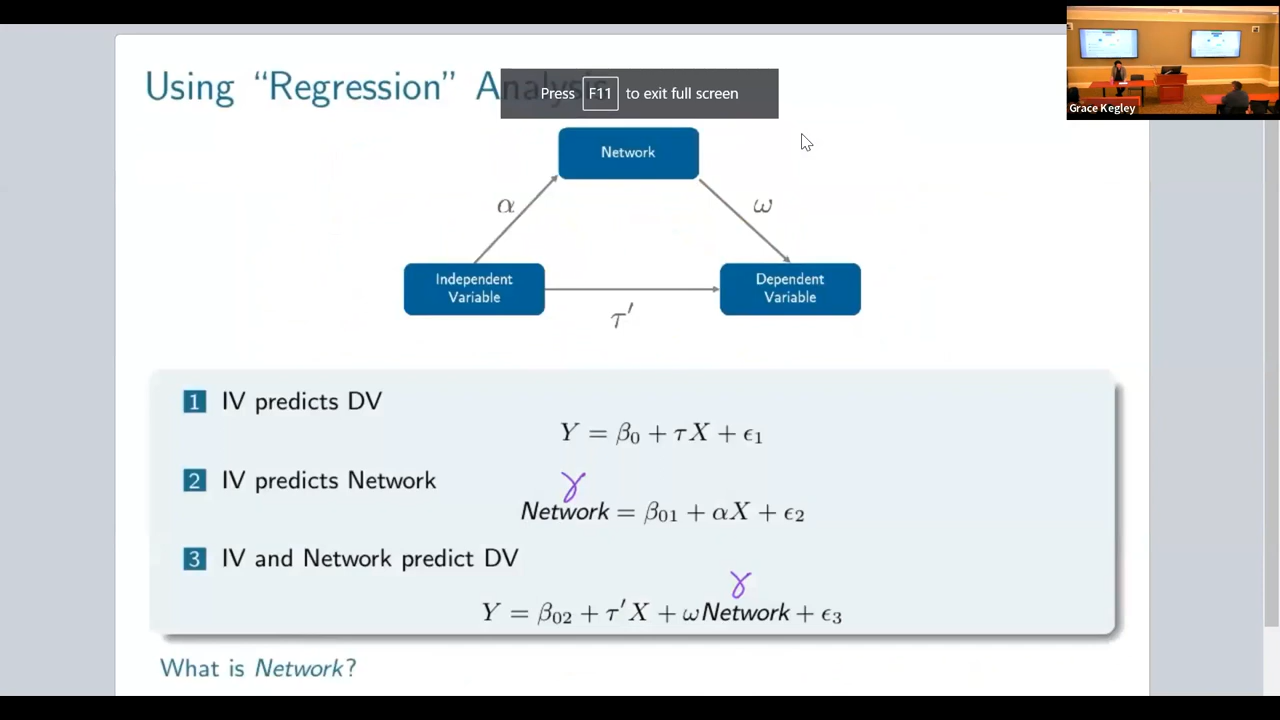 Using “Regression” Analysis
Press F11 to exit full screen
Grace Kegley
Network
α
ω
Independent
Variable
Dependent
Variable
τ′
1 IV predicts DV
Y = β₀ + τX + ϵ₁
2 IV predicts Network
γ
Network = β₀₁ + αX + ϵ₂
3 IV and Network predict DV
γ
Y = β₀₂ + τ′X + ωNetwork + ϵ₃
What is Network?